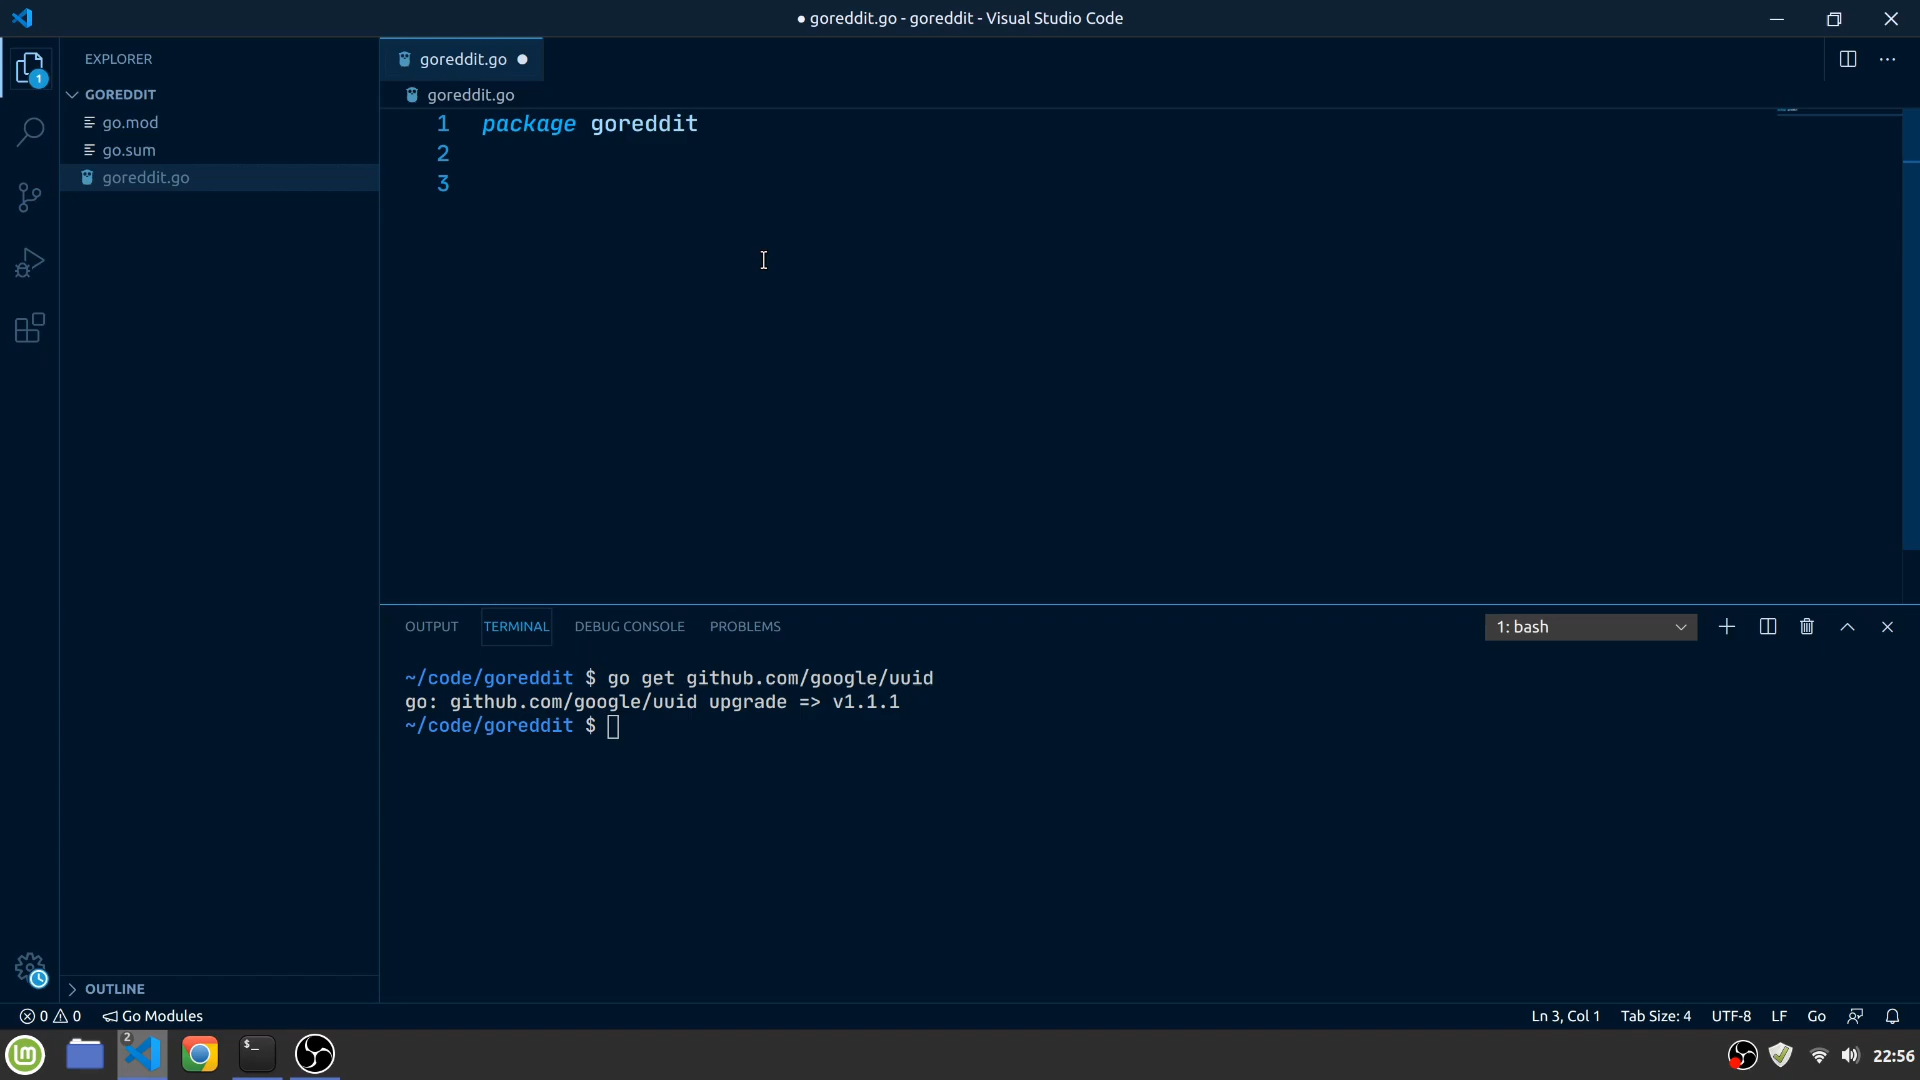 ● goreddit.go - goreddit - Visual Studio Code
EXPLORER
GOREDDIT
go.mod
go.sum
goreddit.go
OUTLINE
goreddit.go ●
goreddit.go
1 package goreddit
2
3
OUTPUT TERMINAL DEBUG CONSOLE PROBLEMS 1: bash
~/code/goreddit $ go get github.com/google/uuid
go: github.com/google/uuid upgrade => v1.1.1
~/code/goreddit $
1
0 0 Go Modules Ln 3, Col 1 Tab Size: 4 UTF-8 LF Go
2
$_
22:56